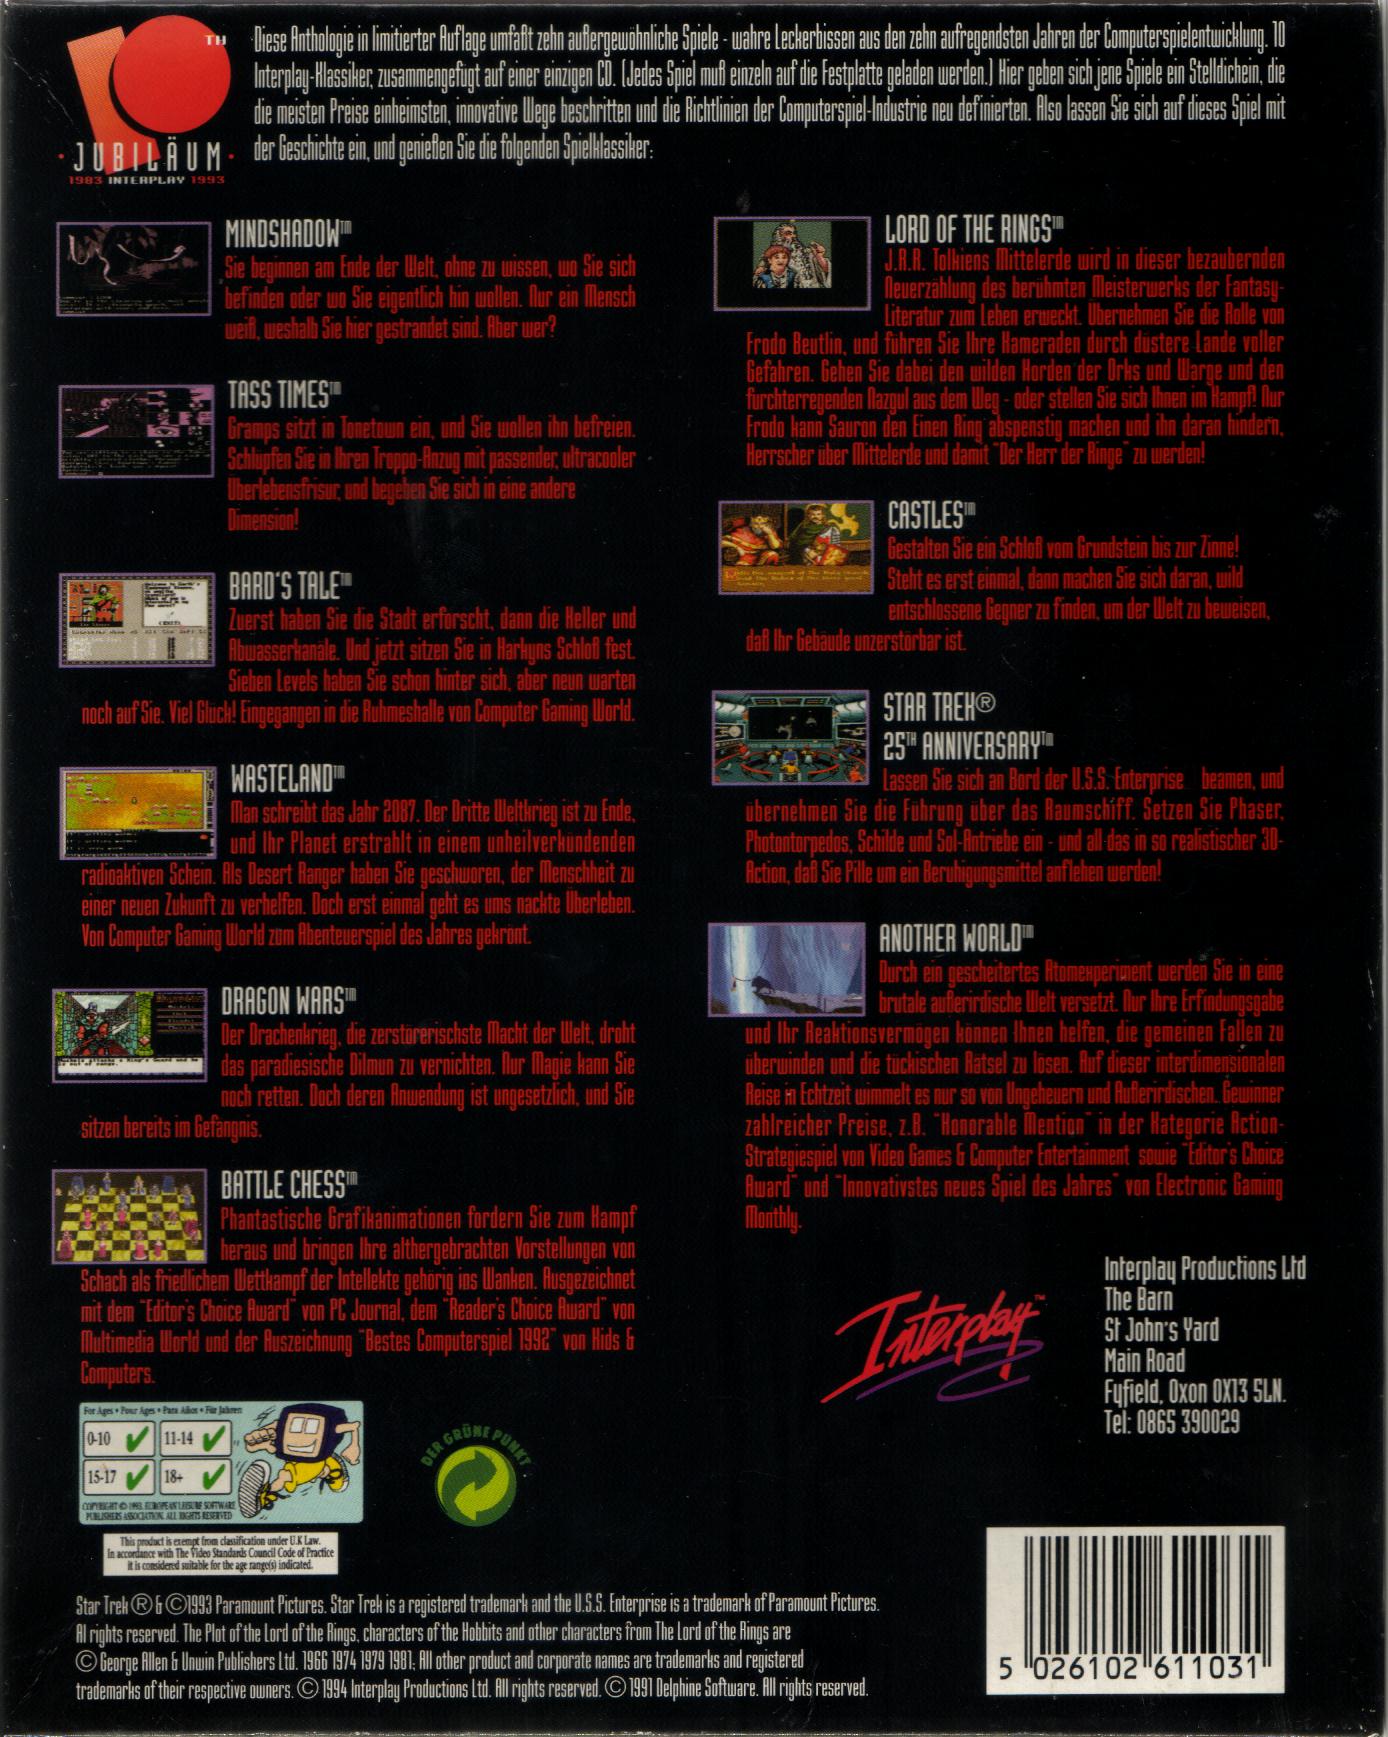 TH
· JUBILÄUM ·
1983 INTERPLAY 1993
Diese Anthologie in limitierter Auflage umfaßt zehn außergewöhnliche Spiele - wahre Leckerbissen aus den zehn aufregendsten Jahren der Computerspielentwicklung. 10
Interplay-Klassiker, zusammengefügt auf einer einzigen CD. (Jedes Spiel muß einzeln auf die Festplatte geladen werden.) Hier geben sich jene Spiele ein Stelldichein, die
die meisten Preise einheimsten, innovative Wege beschritten und die Richtlinien der Computerspiel-Industrie neu definierten. Also lassen Sie sich auf dieses Spiel mit
der Geschichte ein, und genießen Sie die folgenden Spielklassiker:
MINDSHADOW™
Sie beginnen am Ende der Welt, ohne zu wissen, wo Sie sich
befinden oder wo Sie eigentlich hin wollen. Nur ein Mensch
weiß, weshalb Sie hier gestrandet sind. Aber wer?
TASS TIMES™
Gramps sitzt in Tonetown ein, und Sie wollen ihn befreien.
Schlüpfen Sie in Ihren Troppo-Anzug mit passender, ultracooler
Überlebensfrisur, und begeben Sie sich in eine andere
Dimension!
BARD'S TALE™
Zuerst haben Sie die Stadt erforscht, dann die Keller und
Abwasserkanäle. Und jetzt sitzen Sie in Harkyns Schloß fest.
Sieben Levels haben Sie schon hinter sich, aber neun warten
noch auf Sie. Viel Glück! Eingegangen in die Ruhmeshalle von Computer Gaming World.
WASTELAND™
Man schreibt das Jahr 2087. Der Dritte Weltkrieg ist zu Ende,
und Ihr Planet erstrahlt in einem unheilverkündenden
radioaktiven Schein. Als Desert Ranger haben Sie geschworen, der Menschheit zu
einer neuen Zukunft zu verhelfen. Doch erst einmal geht es ums nackte Überleben.
Von Computer Gaming World zum Abenteuerspiel des Jahres gekrönt.
DRAGON WARS™
Der Drachenkrieg, die zerstörerischste Macht der Welt, droht
das paradiesische Dilmun zu vernichten. Nur Magie kann Sie
noch retten. Doch deren Anwendung ist ungesetzlich, und Sie
sitzen bereits im Gefängnis.
BATTLE CHESS™
Phantastische Grafikanimationen fordern Sie zum Kampf
heraus und bringen Ihre althergebrachten Vorstellungen von
Schach als friedlichem Wettkampf der Intellekte gehörig ins Wanken. Ausgezeichnet
mit dem "Editor's Choice Award" von PC Journal, dem "Reader's Choice Award" von
Multimedia World und der Auszeichnung "Bestes Computerspiel 1992" von Kids &
Computers.
LORD OF THE RINGS™
J.R.R. Tolkiens Mittelerde wird in dieser bezaubernden
Neuerzählung des berühmten Meisterwerks der Fantasy-
Literatur zum Leben erweckt. Übernehmen Sie die Rolle von
Frodo Beutlin, und führen Sie Ihre Kameraden durch düstere Lande voller
Gefahren. Gehen Sie dabei den wilden Horden der Orks und Warge und den
furchterregenden Nazgul aus dem Weg - oder stellen Sie sich Ihnen im Kampf! Nur
Frodo kann Sauron den Einen Ring abspenstig machen und ihn daran hindern,
Herrscher über Mittelerde und damit "Der Herr der Ringe" zu werden!
CASTLES™
Gestalten Sie ein Schloß vom Grundstein bis zur Zinne!
Steht es erst einmal, dann machen Sie sich daran, wild
entschlossene Gegner zu finden, um der Welt zu beweisen,
daß Ihr Gebäude unzerstörbar ist.
STAR TREK®
25TH ANNIVERSARY™
Lassen Sie sich an Bord der U.S.S. Enterprise beamen, und
übernehmen Sie die Führung über das Raumschiff. Setzen Sie Phaser,
Photontorpedos, Schilde und Sol-Antriebe ein - und all das in so realistischer 3D-
Action, daß Sie Pille um ein Beruhigungsmittel anflehen werden!
ANOTHER WORLD™
Durch ein gescheitertes Atomexperiment werden Sie in eine
brutale außerirdische Welt versetzt. Nur Ihre Erfindungsgabe
und Ihr Reaktionsvermögen können Ihnen helfen, die gemeinen Fallen zu
überwunden und die tückischen Rätsel zu lösen. Auf dieser interdimensionalen
Reise in Echtzeit wimmelt es nur so von Ungeheuern und Außerirdischen. Gewinner
zahlreicher Preise, z.B. "Honorable Mention" in der Kategorie Action-
Strategiespiel von Video Games & Computer Entertainment sowie "Editor's Choice
Award" und "Innovativstes neues Spiel des Jahres" von Electronic Gaming
Monthly.
Interplay™
Interplay Productions Ltd
The Barn
St John's Yard
Main Road
Fyfield, Oxon OX13 5LN.
Tel: 0865 390029
For Ages • Pour Ages • Para Años • Für Jahren
0-10 ✓ 11-14 ✓
15-17 ✓ 18+ ✓
COPYRIGHT © 1993. EUROPEAN LEISURE SOFTWARE
PUBLISHERS ASSOCIATION. ALL RIGHTS RESERVED
DER GRÜNE PUNKT
This product is exempt from classification under U.K Law.
In accordance with The Video Standards Council Code of Practice
it is considered suitable for the age range(s) indicated.
Star Trek ® & ©1993 Paramount Pictures. Star Trek is a registered trademark and the U.S.S. Enterprise is a trademark of Paramount Pictures.
Al rights reserved. The Plot of the Lord of the Rings, characters of the Hobbits and other characters from The Lord of the Rings are
© George Allen & Unwin Publishers Ltd. 1966 1974 1979 1981; All other product and corporate names are trademarks and registered
trademarks of their respective owners. © 1994 Interplay Productions Ltd. All rights reserved. © 1991 Delphine Software. All rights reserved.
5 026102 611031